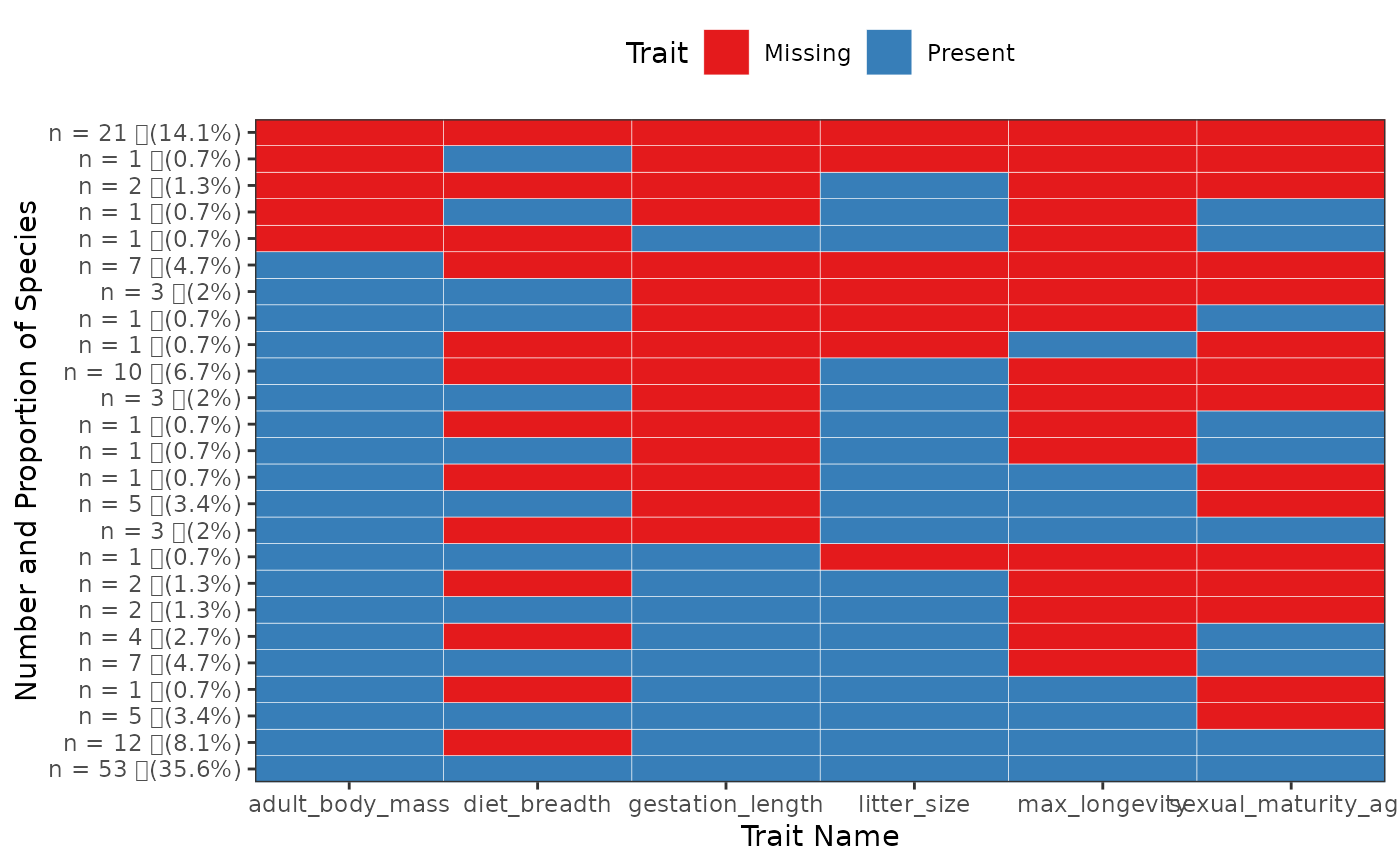 Trait Missing Present
n = 21 (14.1%)
n = 1 (0.7%)
n = 2 (1.3%)
n = 1 (0.7%)
n = 1 (0.7%)
n = 7 (4.7%)
n = 3 (2%)
n = 1 (0.7%)
n = 1 (0.7%)
n = 10 (6.7%)
n = 3 (2%)
n = 1 (0.7%)
n = 1 (0.7%)
n = 1 (0.7%)
n = 5 (3.4%)
n = 3 (2%)
n = 1 (0.7%)
n = 2 (1.3%)
n = 2 (1.3%)
n = 4 (2.7%)
n = 7 (4.7%)
n = 1 (0.7%)
n = 5 (3.4%)
n = 12 (8.1%)
n = 53 (35.6%)
Number and Proportion of Species
adult_body_mass diet_breadth gestation_length litter_size max_longevity sexual_maturity_ag
Trait Name